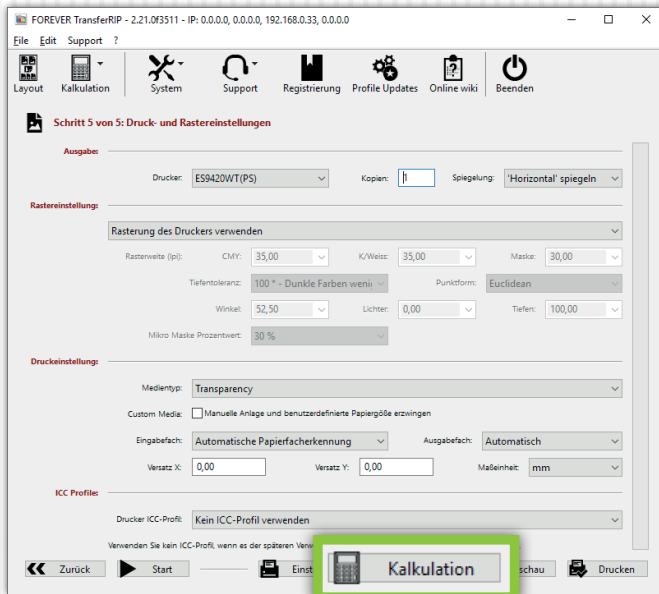 FOREVER TransferRIP - 2.21.0f3511 - IP: 0.0.0.0, 0.0.0.0, 192.168.0.33, 0.0.0.0
File Edit Support ?
Layout Kalkulation System Support Registrierung Profile Updates Online wiki Beenden
Schritt 5 von 5: Druck- und Rastereinstellungen
Ausgabe:
Drucker: ES9420WT(PS) Kopien: 1 Spiegelung: 'Horizontal' spiegeln
Rastereinstellung:
Rasterung des Druckers verwenden
Rasterweite (lpi): CMY: 35,00 K/Weiss: 35,00 Maske: 30,00
Tiefentoleranz: 100 * - Dunkle Farben weni Punktform: Euclidean
Winkel: 52,50 Lichter: 0,00 Tiefen: 100,00
Mikro Maske Prozentwert: 30 %
Druckeinstellung:
Medientyp: Transparency
Custom Media: Manuelle Anlage und benutzerdefinierte Papiergöße erzwingen
Eingabefach: Automatische Papierfacherkennung Ausgabefach: Automatisch
Versatz X: 0,00 Versatz Y: 0,00 Maßeinheit: mm
ICC Profile:
Drucker ICC-Profil: Kein ICC-Profil verwenden
Verwenden Sie kein ICC-Profil, wenn es der späteren Verw
Zurück Start Einst Kalkulation schau Drucken